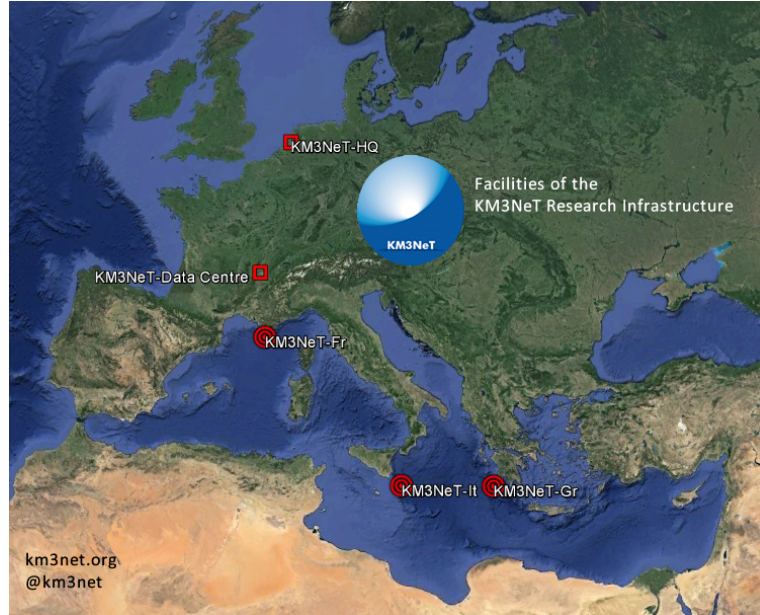 KM3NeT-HQ
Facilities of the
KM3NeT Research Infrastructure
KM3NeT
KM3NeT-Data Centre
KM3NeT-Fr
KM3NeT-It
KM3NeT-Gr
km3net.org
@km3net